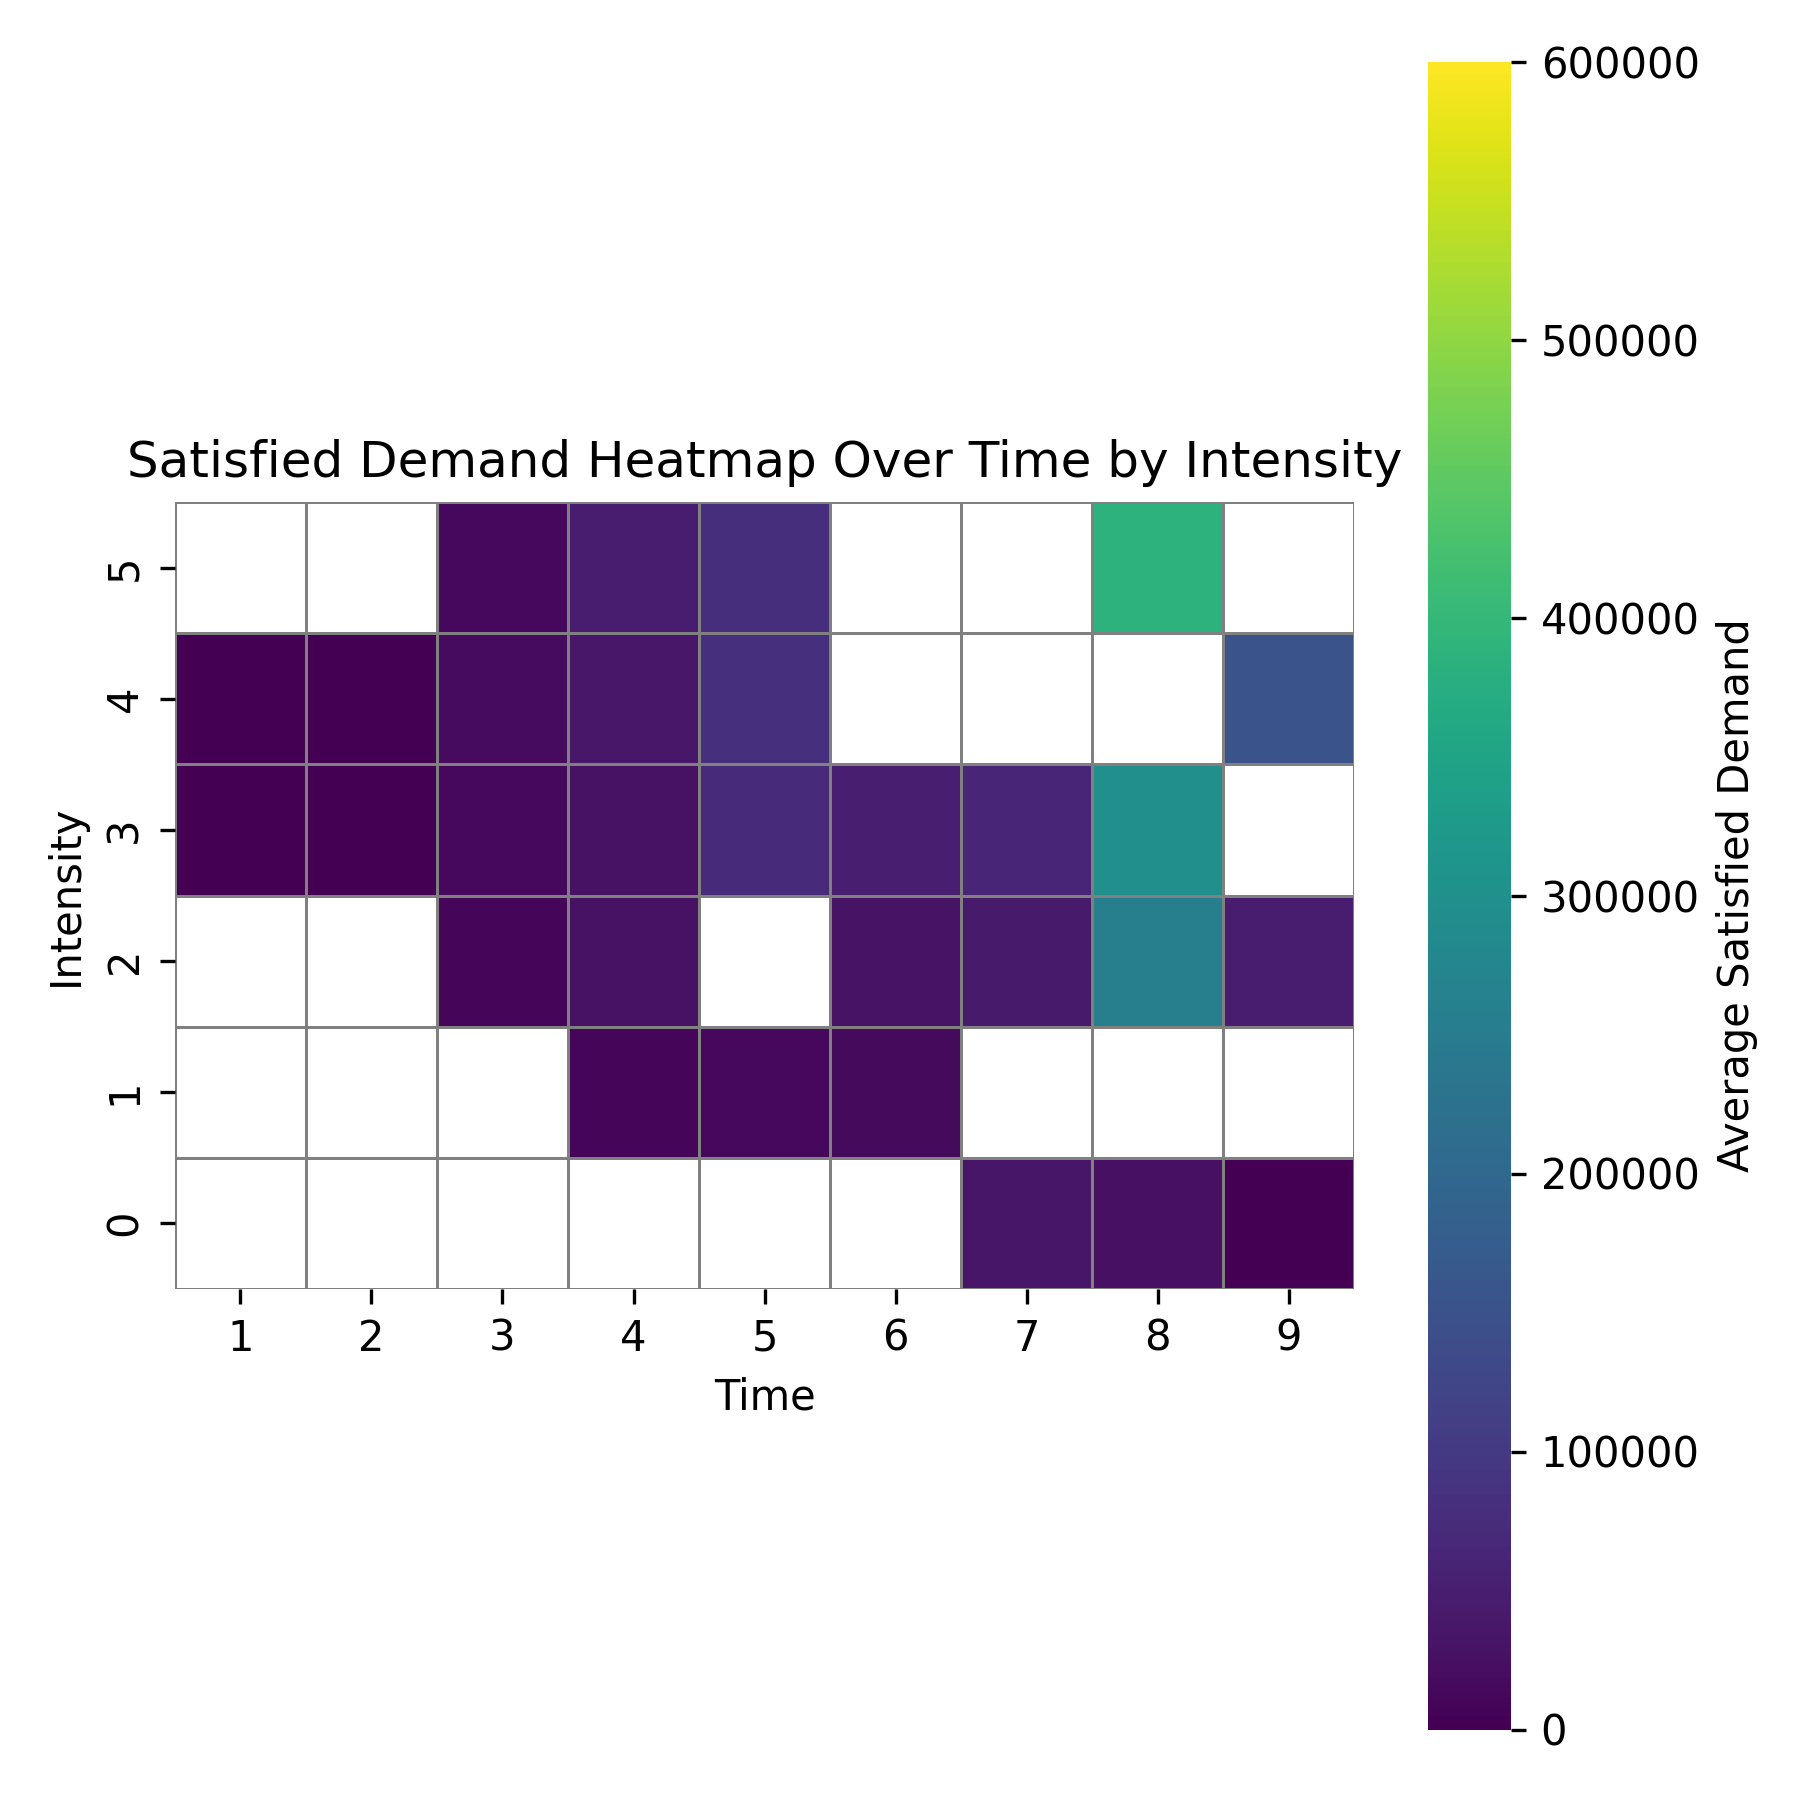 Satisfied Demand Heatmap Over Time by Intensity
Intensity
5
4
3
2
1
0
1 2 3 4 5 6 7 8 9
Time
600000
500000
400000
300000
200000
100000
0
Average Satisfied Demand